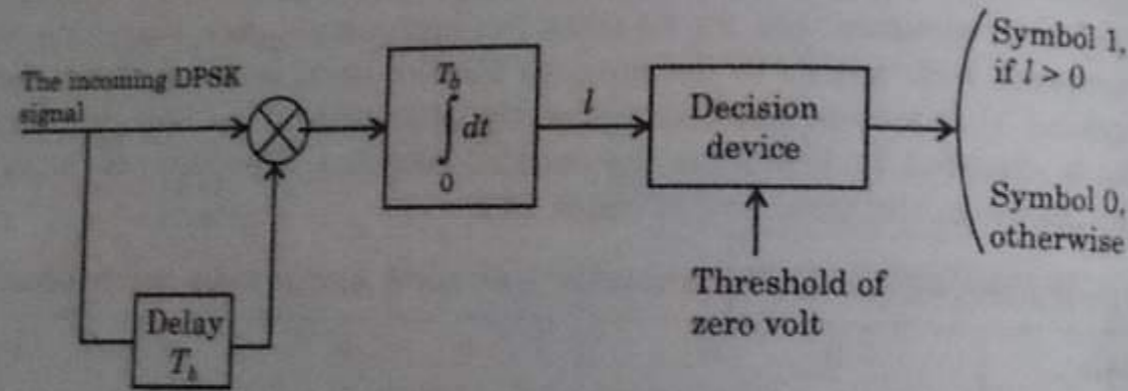 The incoming DPSK
signal
Delay
T_b
T_b
∫ dt
0
l
Decision
device
Threshold of
zero volt
Symbol 1,
if l > 0
Symbol 0,
otherwise